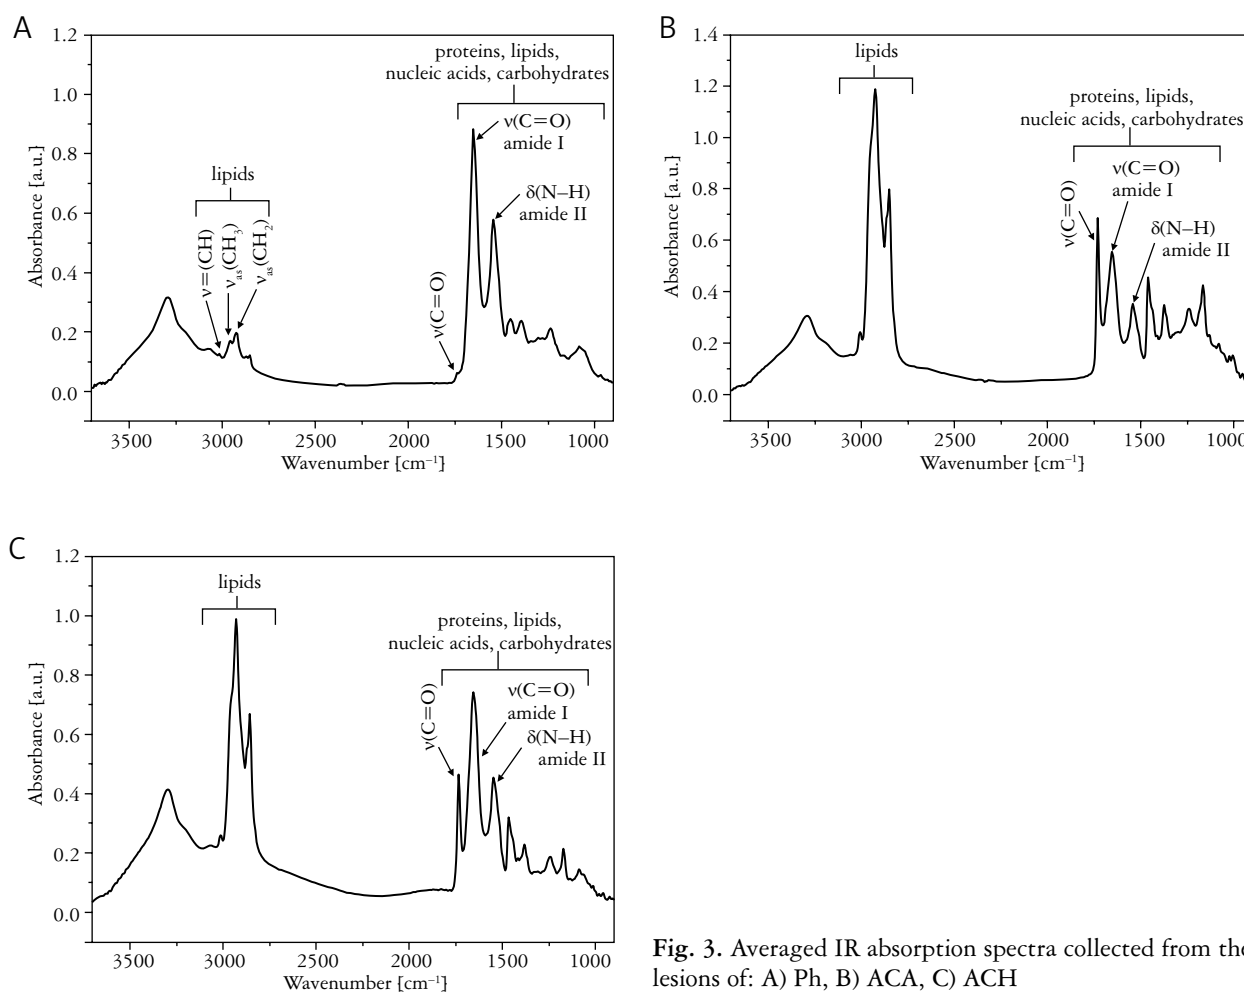 A
1.2
1.0
0.8
0.6
0.4
0.2
0.0
Absorbance [a.u.]
3500 3000 2500 2000 1500 1000
Wavenumber [cm⁻¹]
lipids
ν=(CH)
νas(CH3)
νas(CH2)
proteins, lipids,
nucleic acids, carbohydrates
ν(C=O)
amide I
δ(N–H)
amide II
ν(C=O)
B
1.4
1.2
1.0
0.8
0.6
0.4
0.2
0.0
Absorbance [a.u.]
3500 3000 2500 2000 1500 1000
Wavenumber [cm⁻¹]
lipids
proteins, lipids,
nucleic acids, carbohydrates
ν(C=O)
ν(C=O)
amide I
δ(N–H)
amide II
C
1.2
1.0
0.8
0.6
0.4
0.2
0.0
Absorbance [a.u.]
3500 3000 2500 2000 1500 1000
Wavenumber [cm⁻¹]
lipids
proteins, lipids,
nucleic acids, carbohydrates
ν(C=O)
ν(C=O)
amide I
δ(N–H)
amide II
Fig. 3. Averaged IR absorption spectra collected from the
lesions of: A) Ph, B) ACA, C) ACH